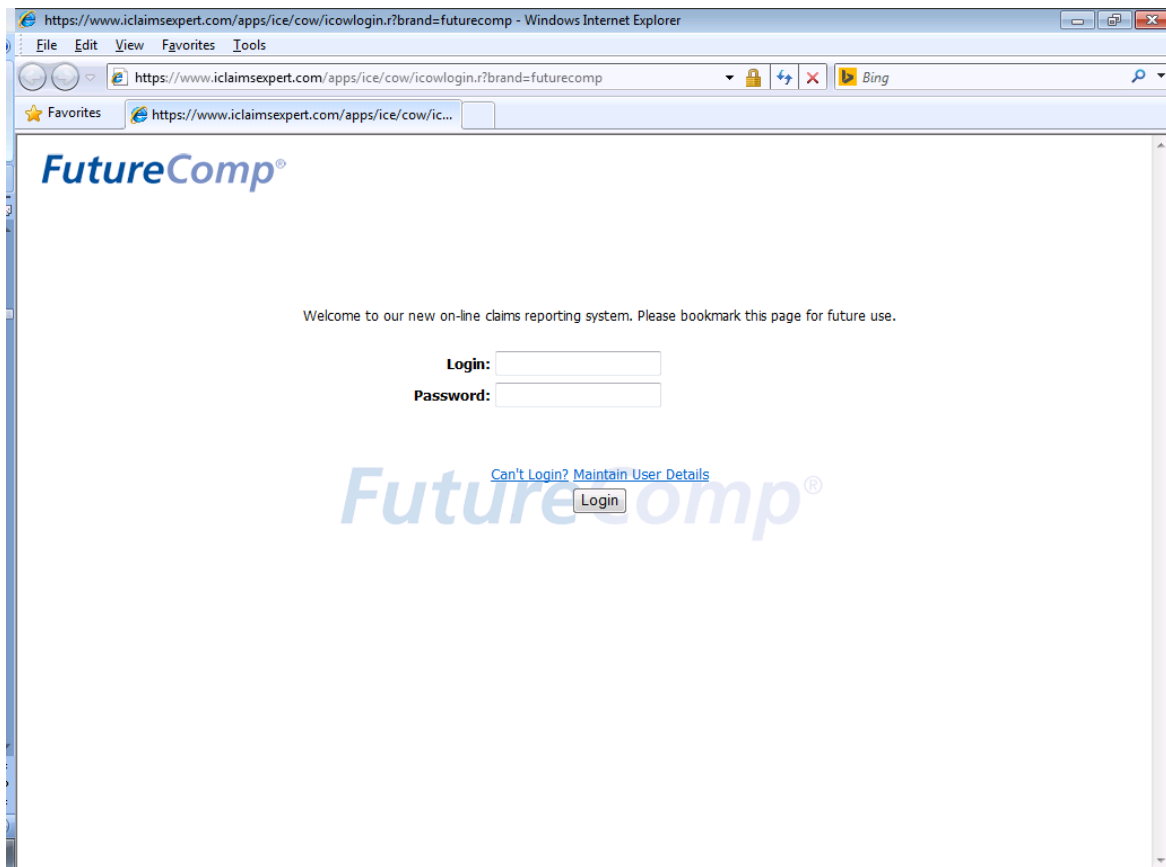 https://www.iclaimsexpert.com/apps/ice/cow/icowlogin.r?brand=futurecomp - Windows Internet Explorer
File Edit View Favorites Tools
https://www.iclaimsexpert.com/apps/ice/cow/icowlogin.r?brand=futurecomp Bing
Favorites https://www.iclaimsexpert.com/apps/ice/cow/ic...
FutureComp®
Welcome to our new on-line claims reporting system. Please bookmark this page for future use.
Login:
Password:
Can't Login? Maintain User Details
FutureComp®
Login